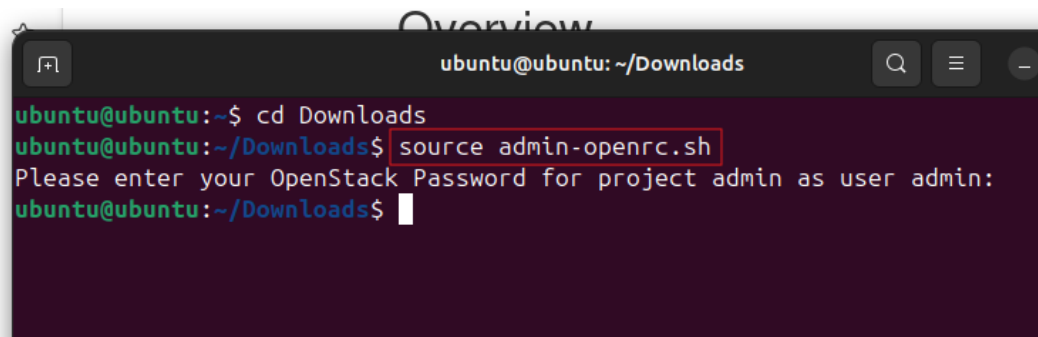 Overview
ubuntu@ubuntu: ~/Downloads
ubuntu@ubuntu:~$ cd Downloads
ubuntu@ubuntu:~/Downloads$ source admin-openrc.sh
Please enter your OpenStack Password for project admin as user admin:
ubuntu@ubuntu:~/Downloads$